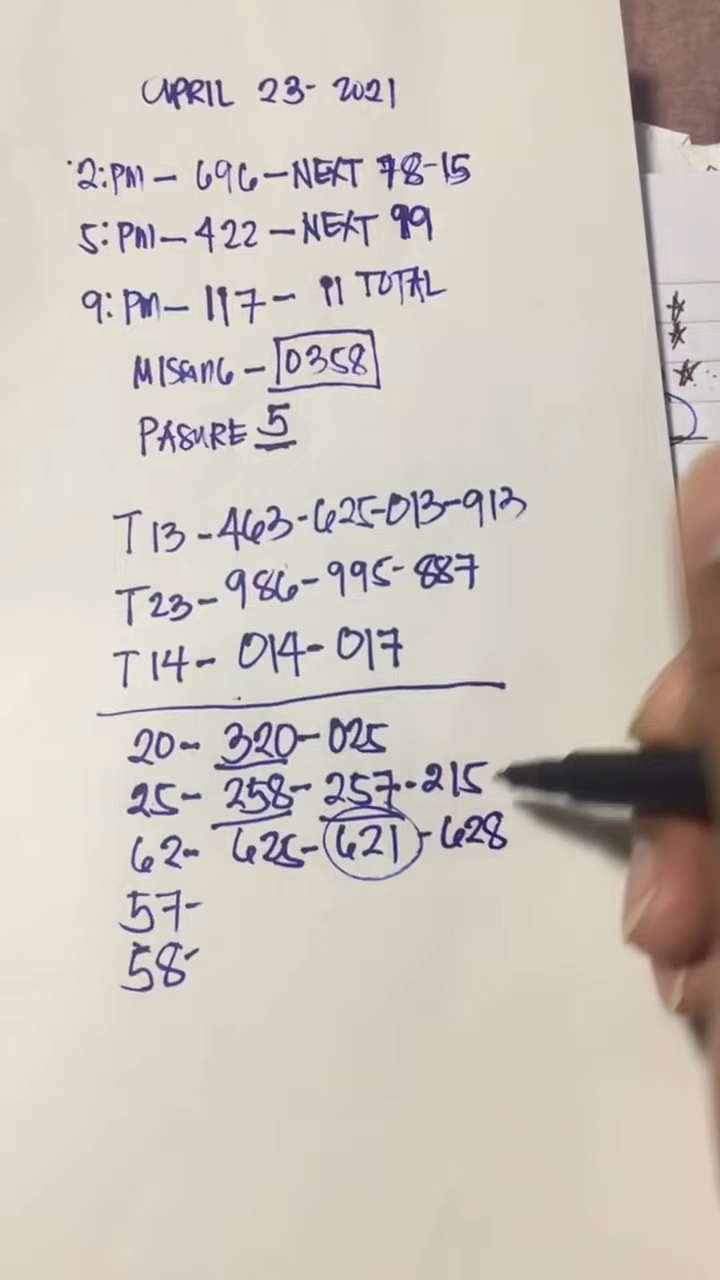 APRIL 23- 2021
2:PM- 696-NEXT 78-15
5:PM-422-NEXT 99
9:PM-117- 11 TOTAL
MISANG-0358
PASURE 5
T13-463-625-013-913
T23-986-995-887
T14- 014-017
20- 320-025
25- 258-257-215
62- 625-621-628
57-
58-